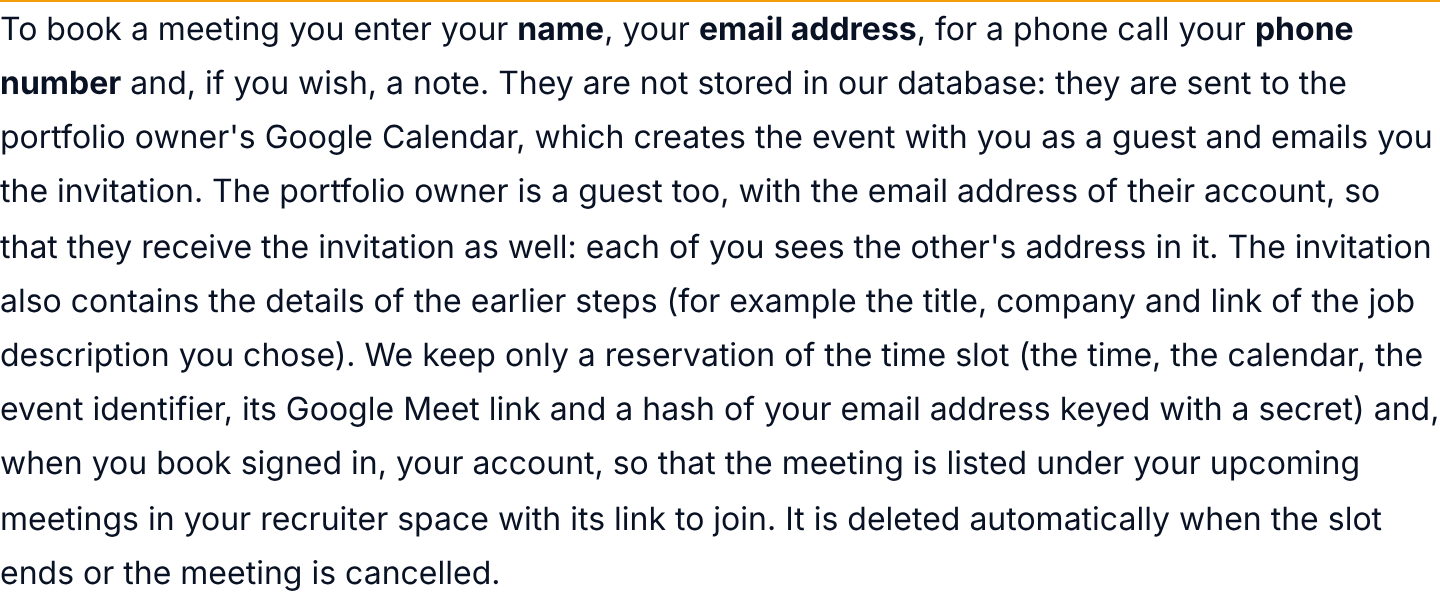 To book a meeting you enter your name, your email address, for a phone call your phone
number and, if you wish, a note. They are not stored in our database: they are sent to the
portfolio owner's Google Calendar, which creates the event with you as a guest and emails you
the invitation. The portfolio owner is a guest too, with the email address of their account, so
that they receive the invitation as well: each of you sees the other's address in it. The invitation
also contains the details of the earlier steps (for example the title, company and link of the job
description you chose). We keep only a reservation of the time slot (the time, the calendar, the
event identifier, its Google Meet link and a hash of your email address keyed with a secret) and,
when you book signed in, your account, so that the meeting is listed under your upcoming
meetings in your recruiter space with its link to join. It is deleted automatically when the slot
ends or the meeting is cancelled.